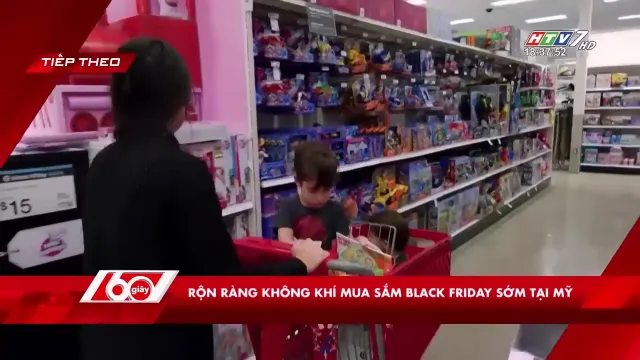 TIẾP THEO
HTV7 HD
18:31:52
$15
60 giây
RỘN RÀNG KHÔNG KHÍ MUA SẮM BLACK FRIDAY SỚM TẠI MỸ